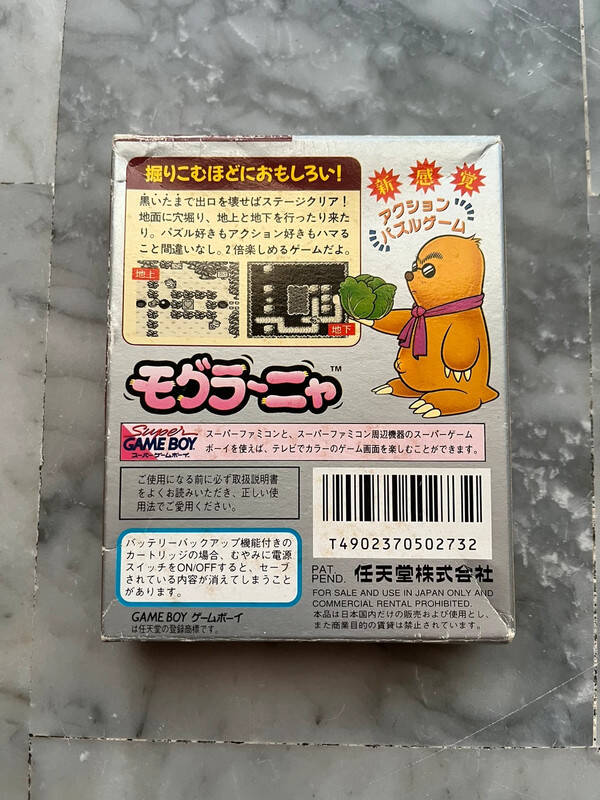 掘りこむほどにおもしろい!
黒いたまで出口を壊せばステージクリア!
地面に穴掘り、地上と地下を行ったり来た
り。パズル好きもアクション好きもハマる
こと間違いなし。2倍楽しめるゲームだよ。
新感覚
アクション
パズルゲーム
地上
地下
モグラ〜ニャ™
Super
GAME BOY
スーパーゲームボーイ
スーパーファミコンと、スーパーファミコン周辺機器のスーパーゲーム
ボーイを使えば、テレビでカラーのゲーム画面を楽しむことができます。
ご使用になる前に必ず取扱説明書
をよくお読みいただき、正しい使
用法でご愛用ください。
T4902370502732
バッテリーバックアップ機能付きの
カートリッジの場合、むやみに電源
スイッチをON/OFFすると、セーブ
されている内容が消えてしまうこと
があります。
PAT.
PEND.
任天堂株式会社
FOR SALE AND USE IN JAPAN ONLY AND
COMMERCIAL RENTAL PROHIBITED.
本品は日本国内だけの販売および使用とし、
また商業目的の賃貸は禁止されています。
GAME BOY ゲームボーイ
は任天堂の登録商標です。